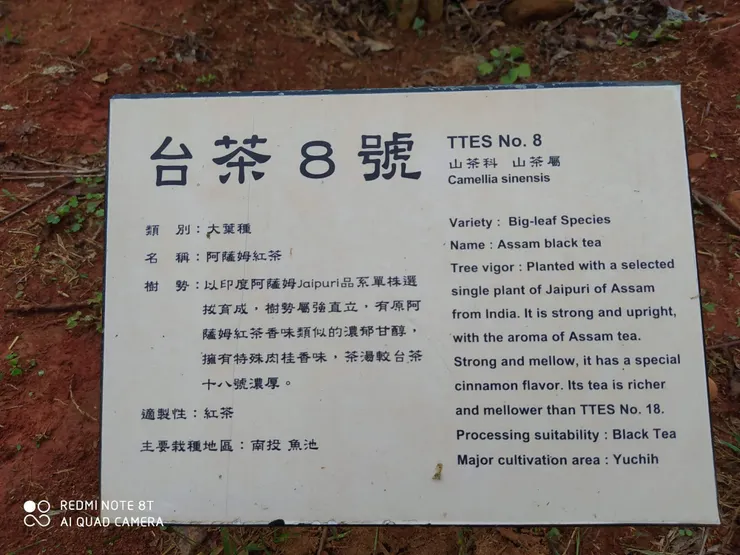 台茶 8 號
類 別：大葉種
名 稱：阿薩姆紅茶
樹 勢：以印度阿薩姆Jaipuri品系單株選
拔育成，樹勢屬強直立，有原阿
薩姆紅茶香味類似的濃郁甘醇，
擁有特殊肉桂香味，茶湯較台茶
十八號濃厚。
適製性：紅茶
主要栽種地區：南投 魚池
TTES No. 8
山茶科 山茶屬
Camellia sinensis
Variety : Big-leaf Species
Name : Assam black tea
Tree vigor : Planted with a selected
single plant of Jaipuri of Assam
from India. It is strong and upright,
with the aroma of Assam tea.
Strong and mellow, it has a special
cinnamon flavor. Its tea is richer
and mellower than TTES No. 18.
Processing suitability : Black Tea
Major cultivation area : Yuchih
REDMI NOTE 8T
AI QUAD CAMERA